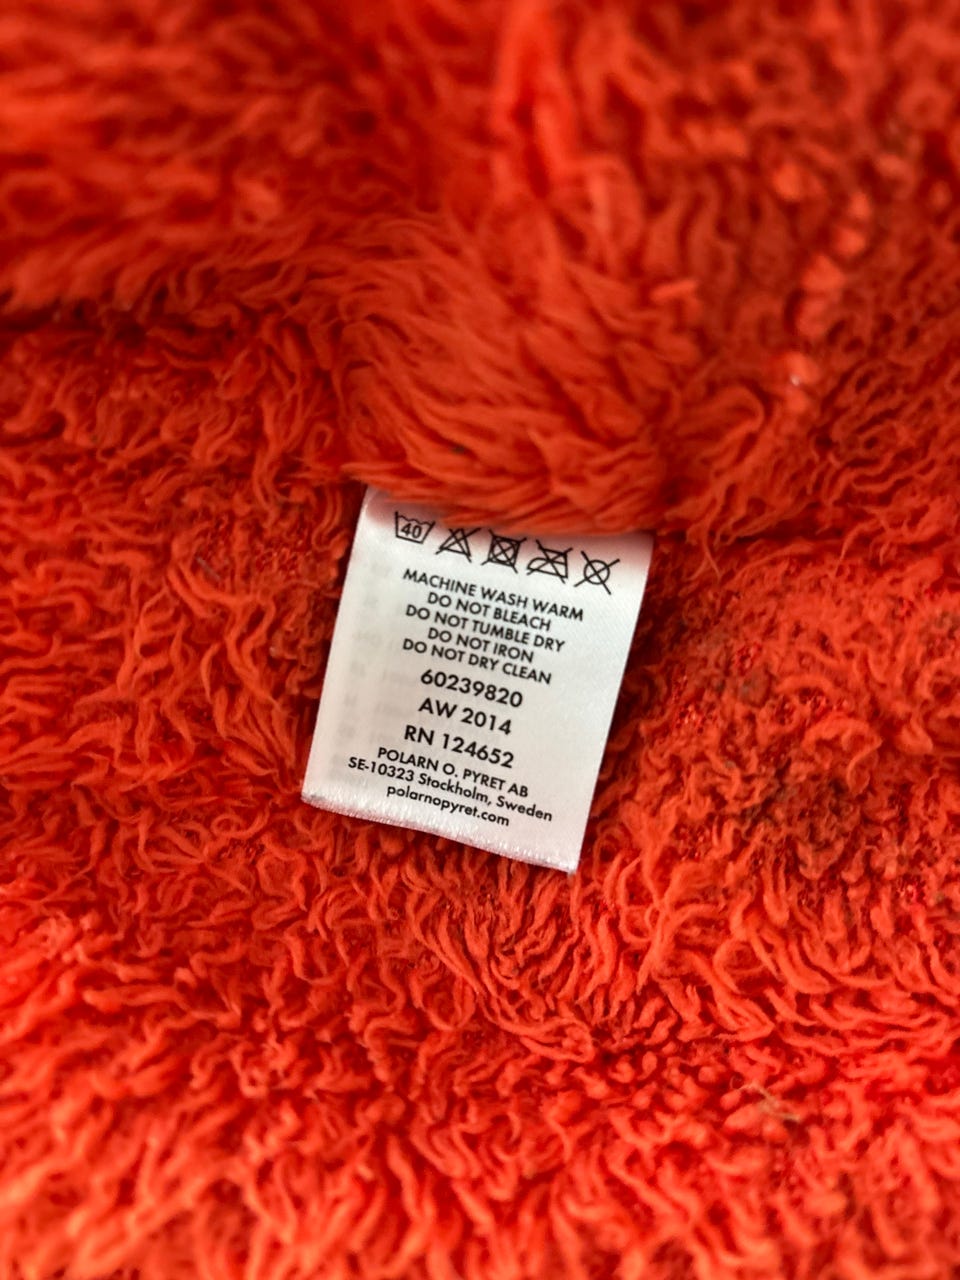 40
MACHINE WASH WARM
DO NOT BLEACH
DO NOT TUMBLE DRY
DO NOT IRON
DO NOT DRY CLEAN
60239820
AW 2014
RN 124652
POLARN O. PYRET AB
SE-10323 Stockholm, Sweden
polarnopyret.com